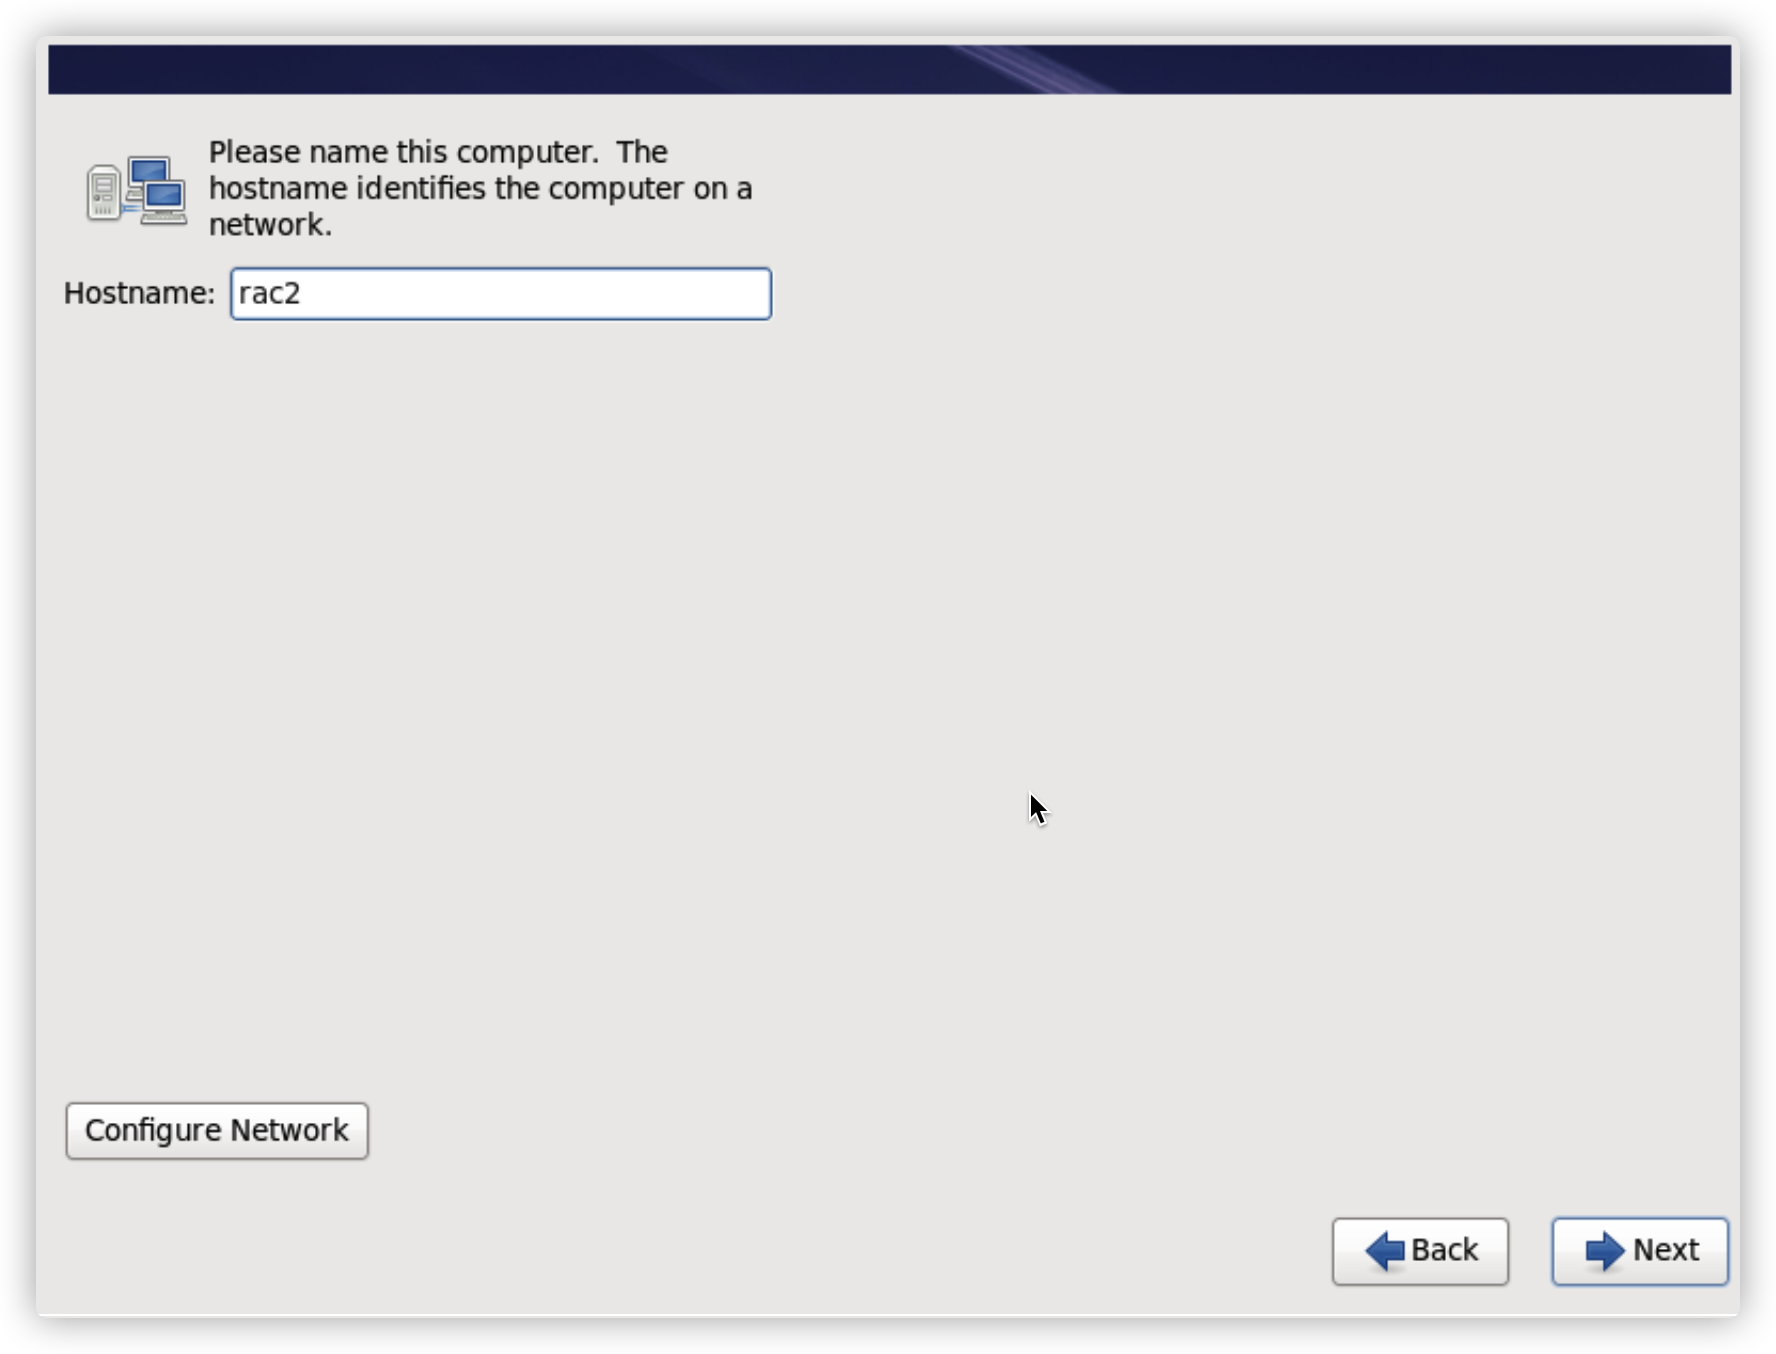 Please name this computer.  The
hostname identifies the computer on a
network.
Hostname: rac2
Configure Network
Back
Next